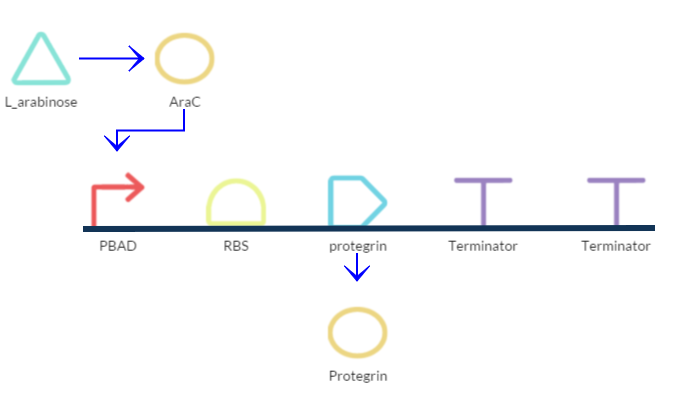 L_arabinose
AraC
PBAD
RBS
protegrin
Terminator
Terminator
Protegrin